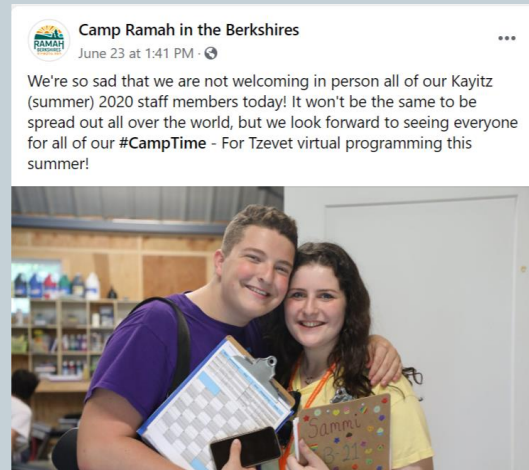 Camp Ramah in the Berkshires
June 23 at 1:41 PM ·
We're so sad that we are not welcoming in person all of our Kayitz
(summer) 2020 staff members today! It won't be the same to be
spread out all over the world, but we look forward to seeing everyone
for all of our #CampTime - For Tzevet virtual programming this
summer!
RAMAH
BERKSHIRES
Sammi